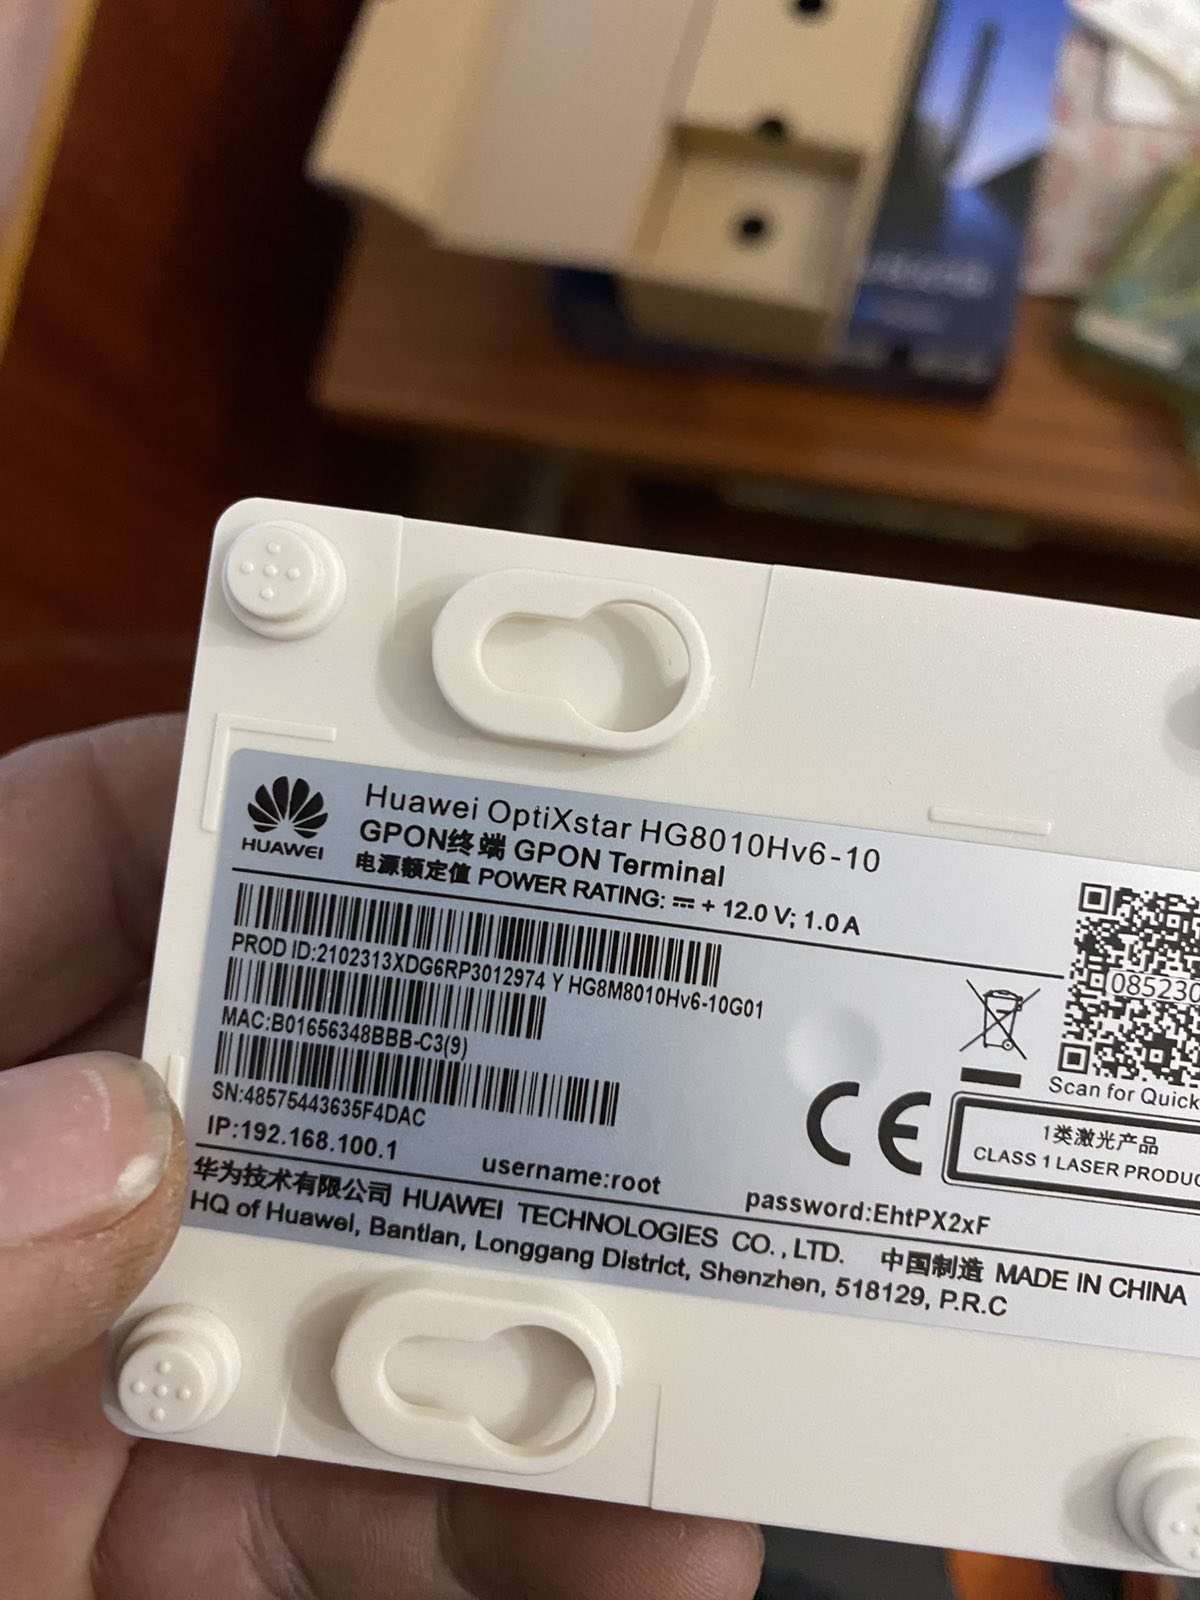 HUAWEI
Huawei OptiXstar HG8010Hv6-10
GPON终端 GPON Terminal
电源额定值 POWER RATING: ⎓ + 12.0 V; 1.0 A
PROD ID:2102313XDG6RP3012974 Y HG8M8010Hv6-10G01
MAC:B01656348BBB-C3(9)
SN:48575443635F4DAC
IP:192.168.100.1
username:root
password:EhtPX2xF
085230
Scan for Quick
CE
1类激光产品
CLASS 1 LASER PRODUC
华为技术有限公司 HUAWEI TECHNOLOGIES CO., LTD. 中国制造 MADE IN CHINA
HQ of Huawei, Bantian, Longgang District, Shenzhen, 518129, P.R.C